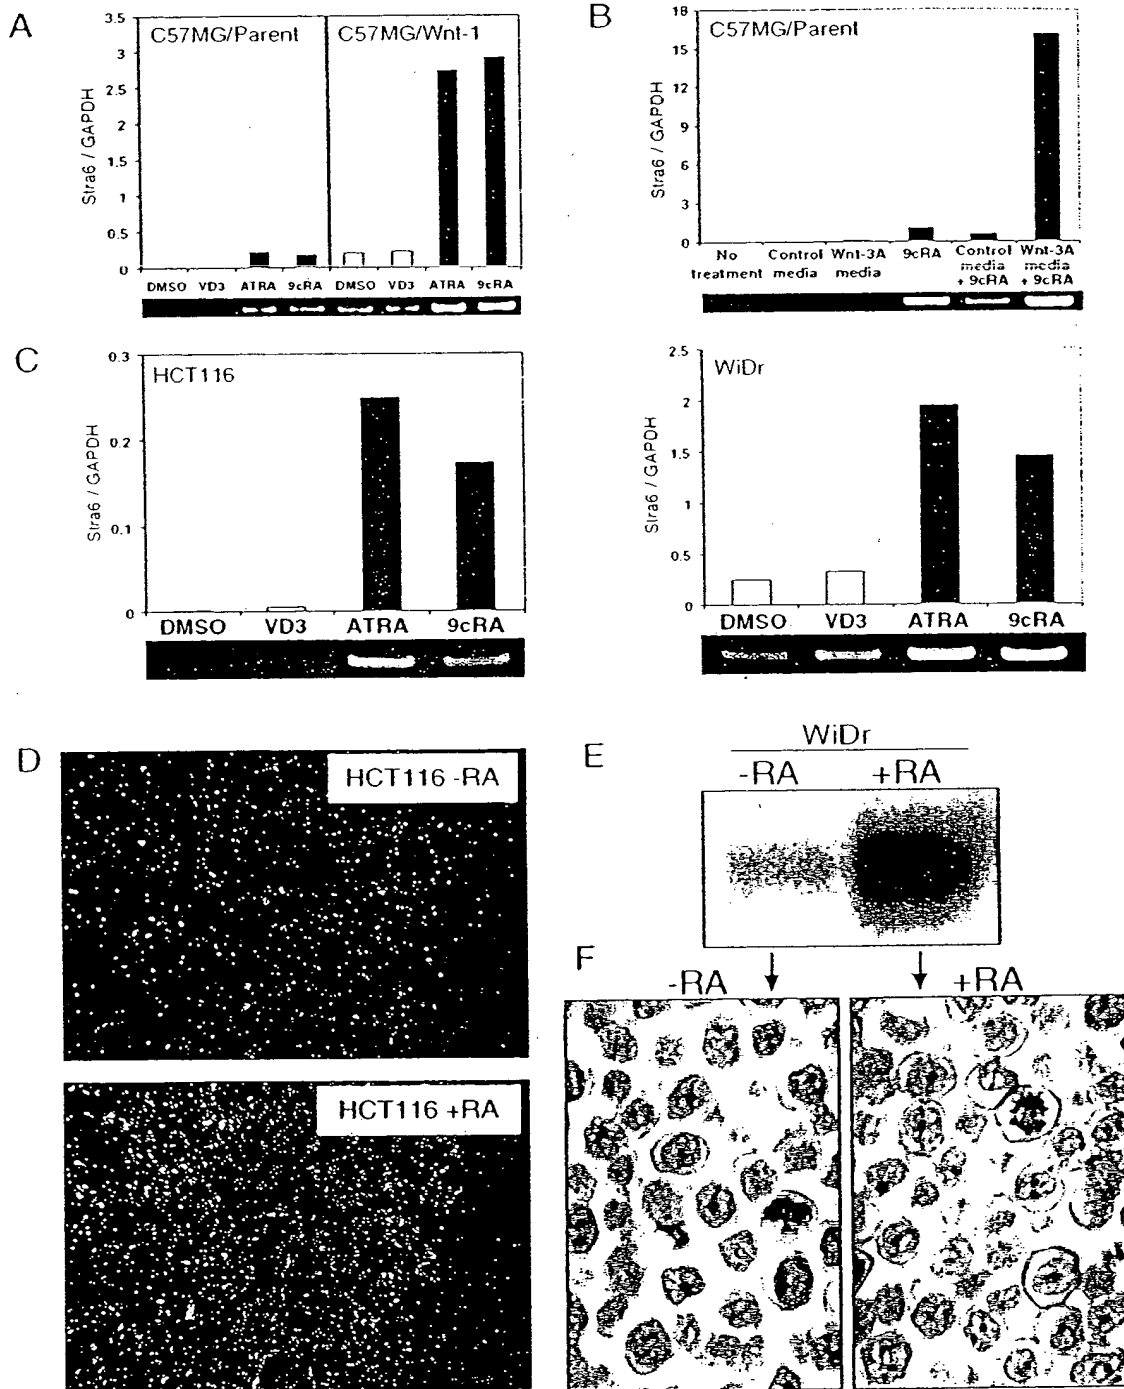 A
C57MG/Parent
C57MG/Wnt-1
Stra6 / GAPDH
3.5
3
2.5
2
1.5
1
0.5
0
DMSO VD3 ATRA 9cRA DMSO VD3 ATRA 9cRA
B
C57MG/Parent
Stra6 / GAPDH
18
15
12
9
6
3
0
No treatment
Control media
Wnt-3A media
9cRA
Control media + 9cRA
Wnt-3A media + 9cRA
C
HCT116
Stra6 / GAPDH
0.3
0.2
0.1
0
DMSO VD3 ATRA 9cRA
WiDr
Stra6 / GAPDH
2.5
2
1.5
1
0.5
0
DMSO VD3 ATRA 9cRA
D
HCT116 -RA
HCT116 +RA
E
WiDr
-RA +RA
F
-RA +RA